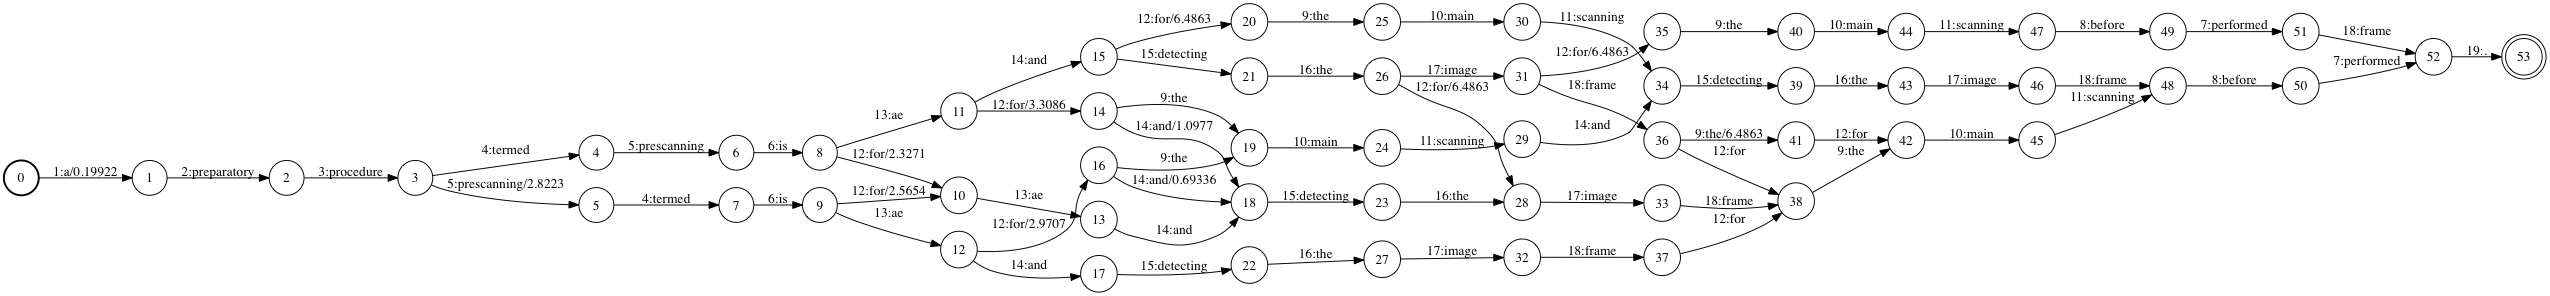 12:for/6.4863 20 9:the 25 10:main 30 11:scanning 35 9:the 40 10:main 44 11:scanning 47 8:before 49 7:performed 51 18:frame
14:and 15 15:detecting 12:for/6.4863 7:performed 52 19:. 53
21 16:the 26 17:image 31 34 15:detecting 39 16:the 43 17:image 46 18:frame 48 8:before 50
12:for/6.4863 18:frame 11:scanning
13:ae 11 12:for/3.3086 14 9:the
14:and/1.0977 14:and 36 9:the/6.4863 41 12:for 42 10:main 45
4:termed 4 5:prescanning 6 6:is 8 12:for/2.3271 19 10:main 24 11:scanning 29 12:for 9:the
0 1:a/0.19922 1 2:preparatory 2 3:procedure 3 16 9:the
5:prescanning/2.8223 14:and/0.69336
5 4:termed 7 6:is 9 12:for/2.5654 10 13:ae 18 15:detecting 23 16:the 28 17:image 33 18:frame 38
13:ae 12:for/2.9707 13 14:and 12:for
12 14:and 17 15:detecting 22 16:the 27 17:image 32 18:frame 37